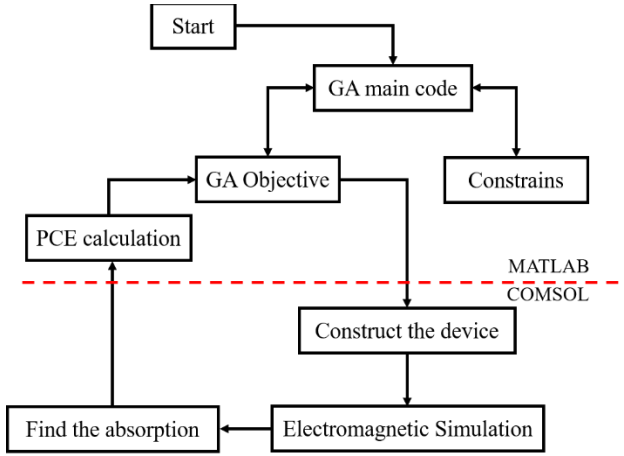 Start
GA main code
GA Objective
Constrains
PCE calculation
MATLAB
COMSOL
Construct the device
Find the absorption
Electromagnetic Simulation